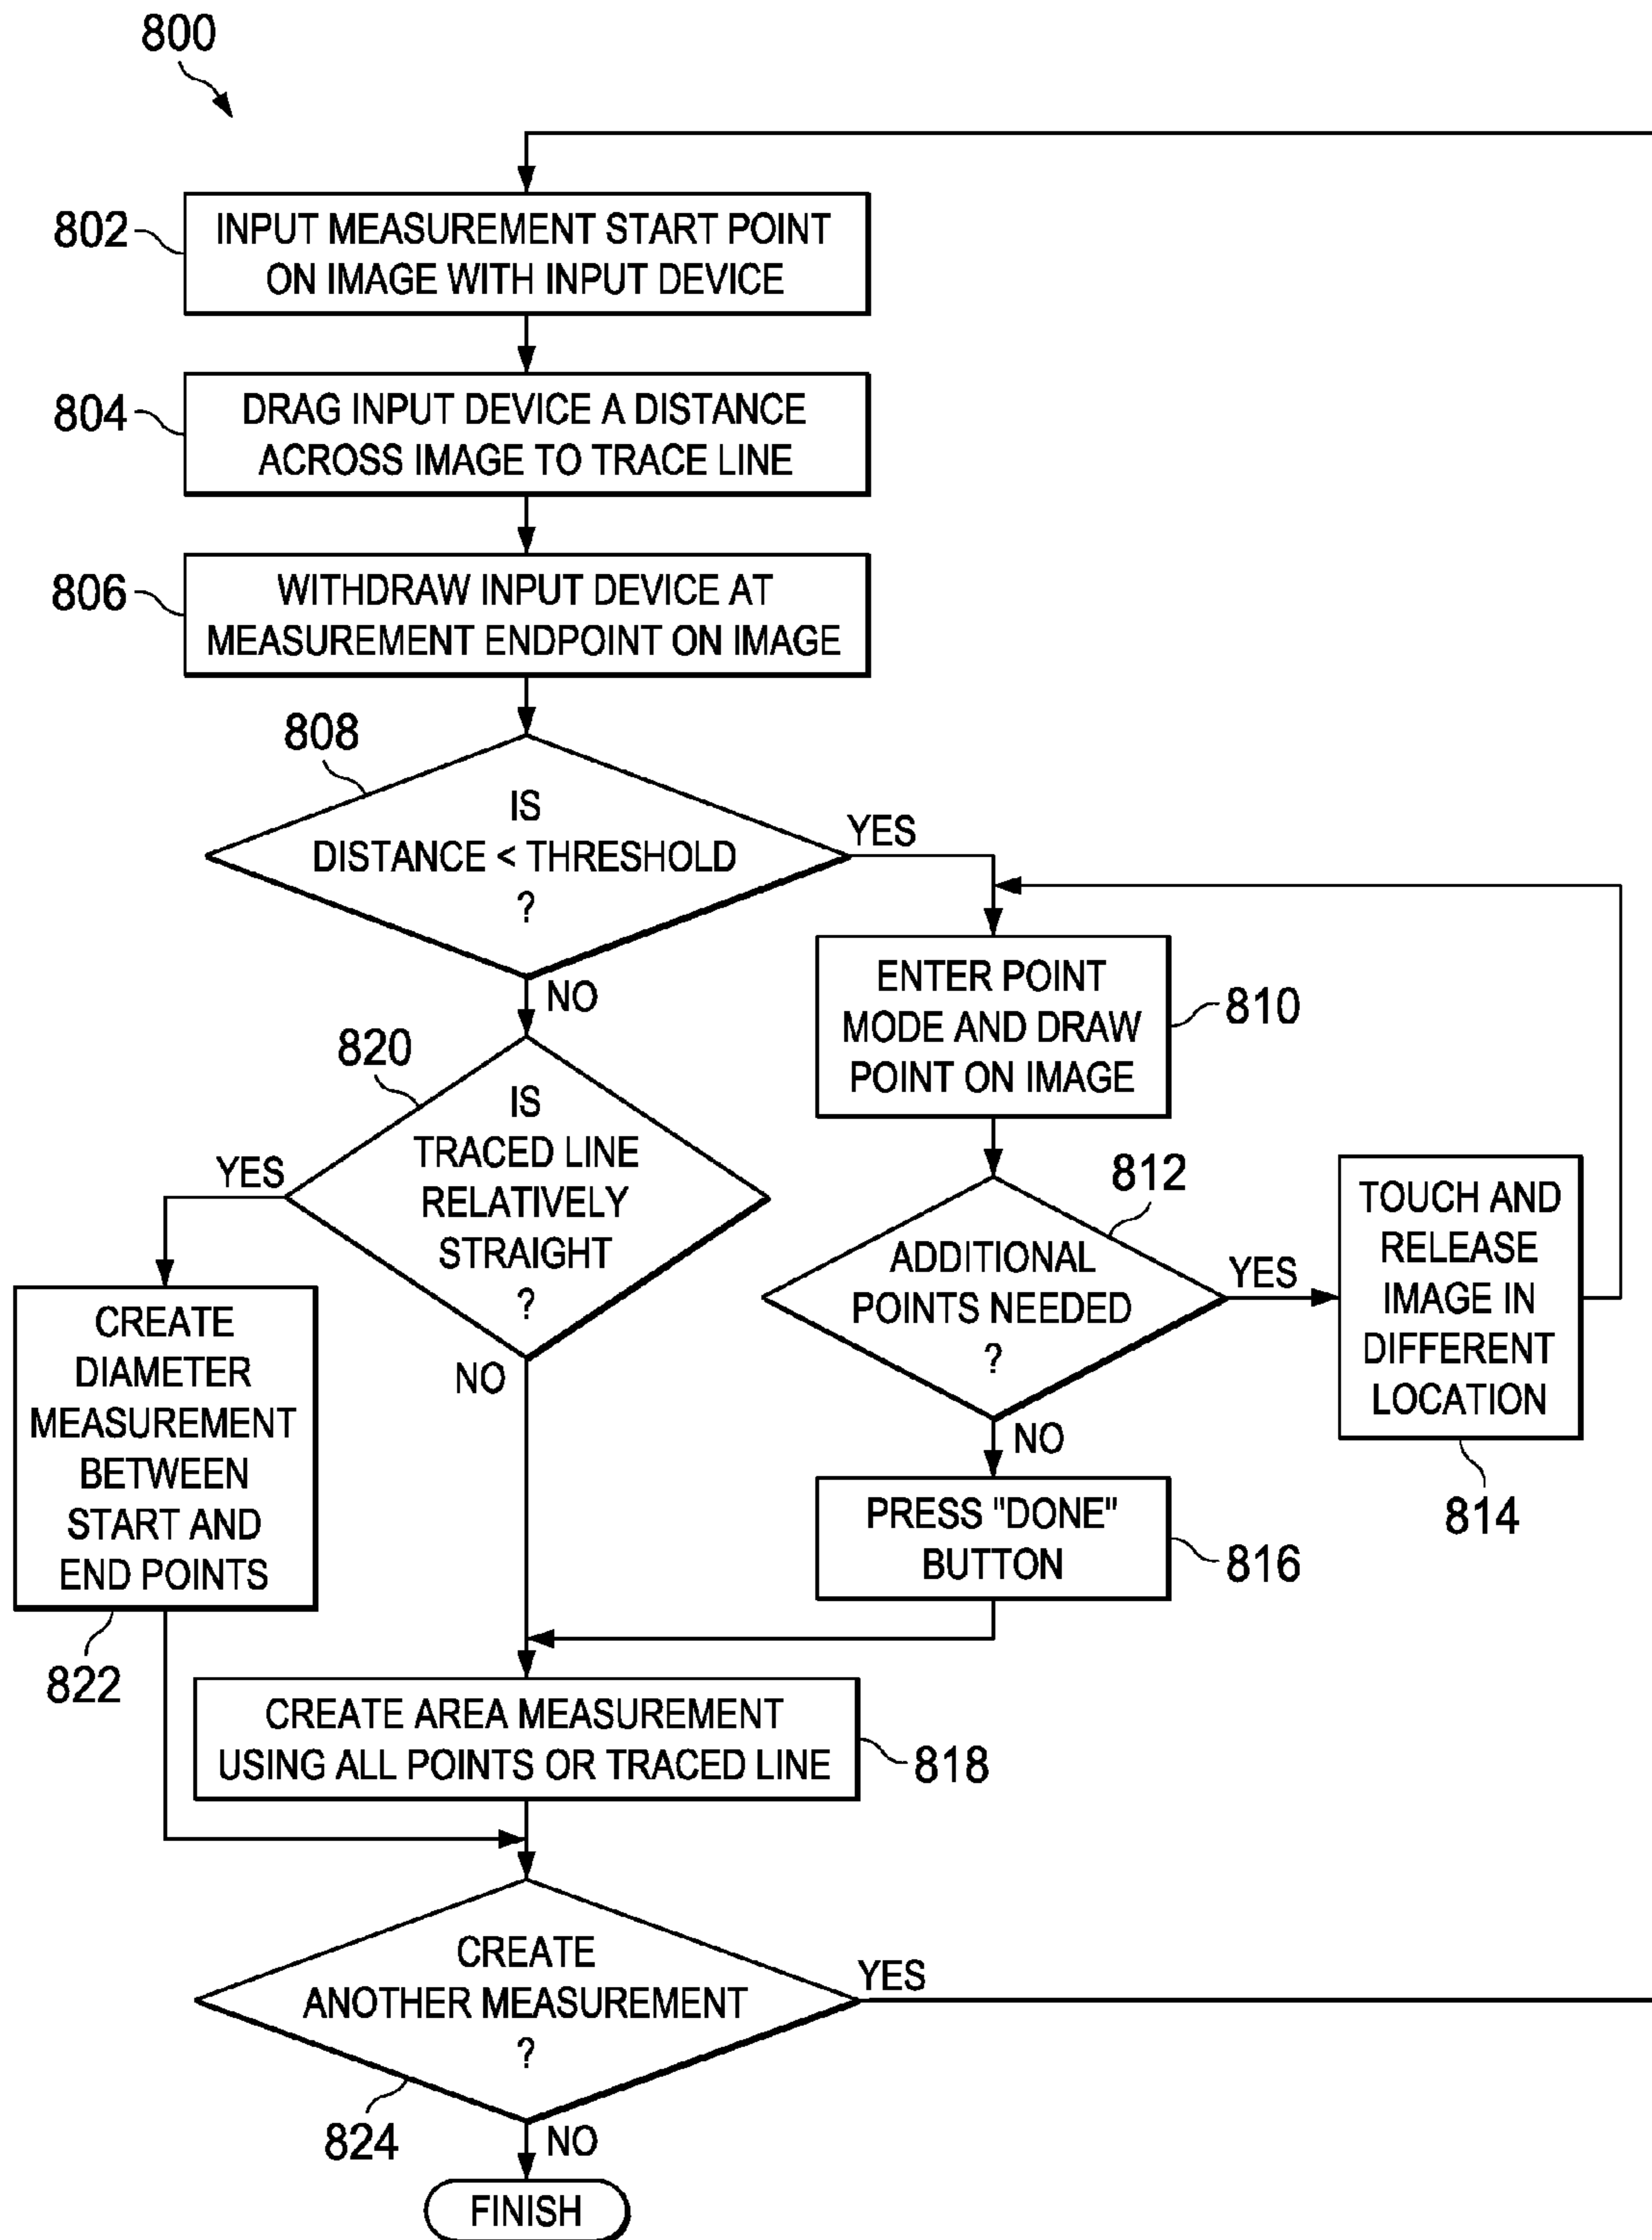 800
802
INPUT MEASUREMENT START POINT
ON IMAGE WITH INPUT DEVICE
804
DRAG INPUT DEVICE A DISTANCE
ACROSS IMAGE TO TRACE LINE
806
WITHDRAW INPUT DEVICE AT
MEASUREMENT ENDPOINT ON IMAGE
808
IS
DISTANCE < THRESHOLD
?
YES
NO
810
ENTER POINT
MODE AND DRAW
POINT ON IMAGE
820
IS
TRACED LINE
RELATIVELY
STRAIGHT
?
YES
NO
812
ADDITIONAL
POINTS NEEDED
?
YES
NO
TOUCH AND
RELEASE
IMAGE IN
DIFFERENT
LOCATION
814
CREATE
DIAMETER
MEASUREMENT
BETWEEN
START AND
END POINTS
822
PRESS "DONE"
BUTTON
816
CREATE AREA MEASUREMENT
USING ALL POINTS OR TRACED LINE
818
CREATE
ANOTHER MEASUREMENT
?
YES
824
NO
FINISH